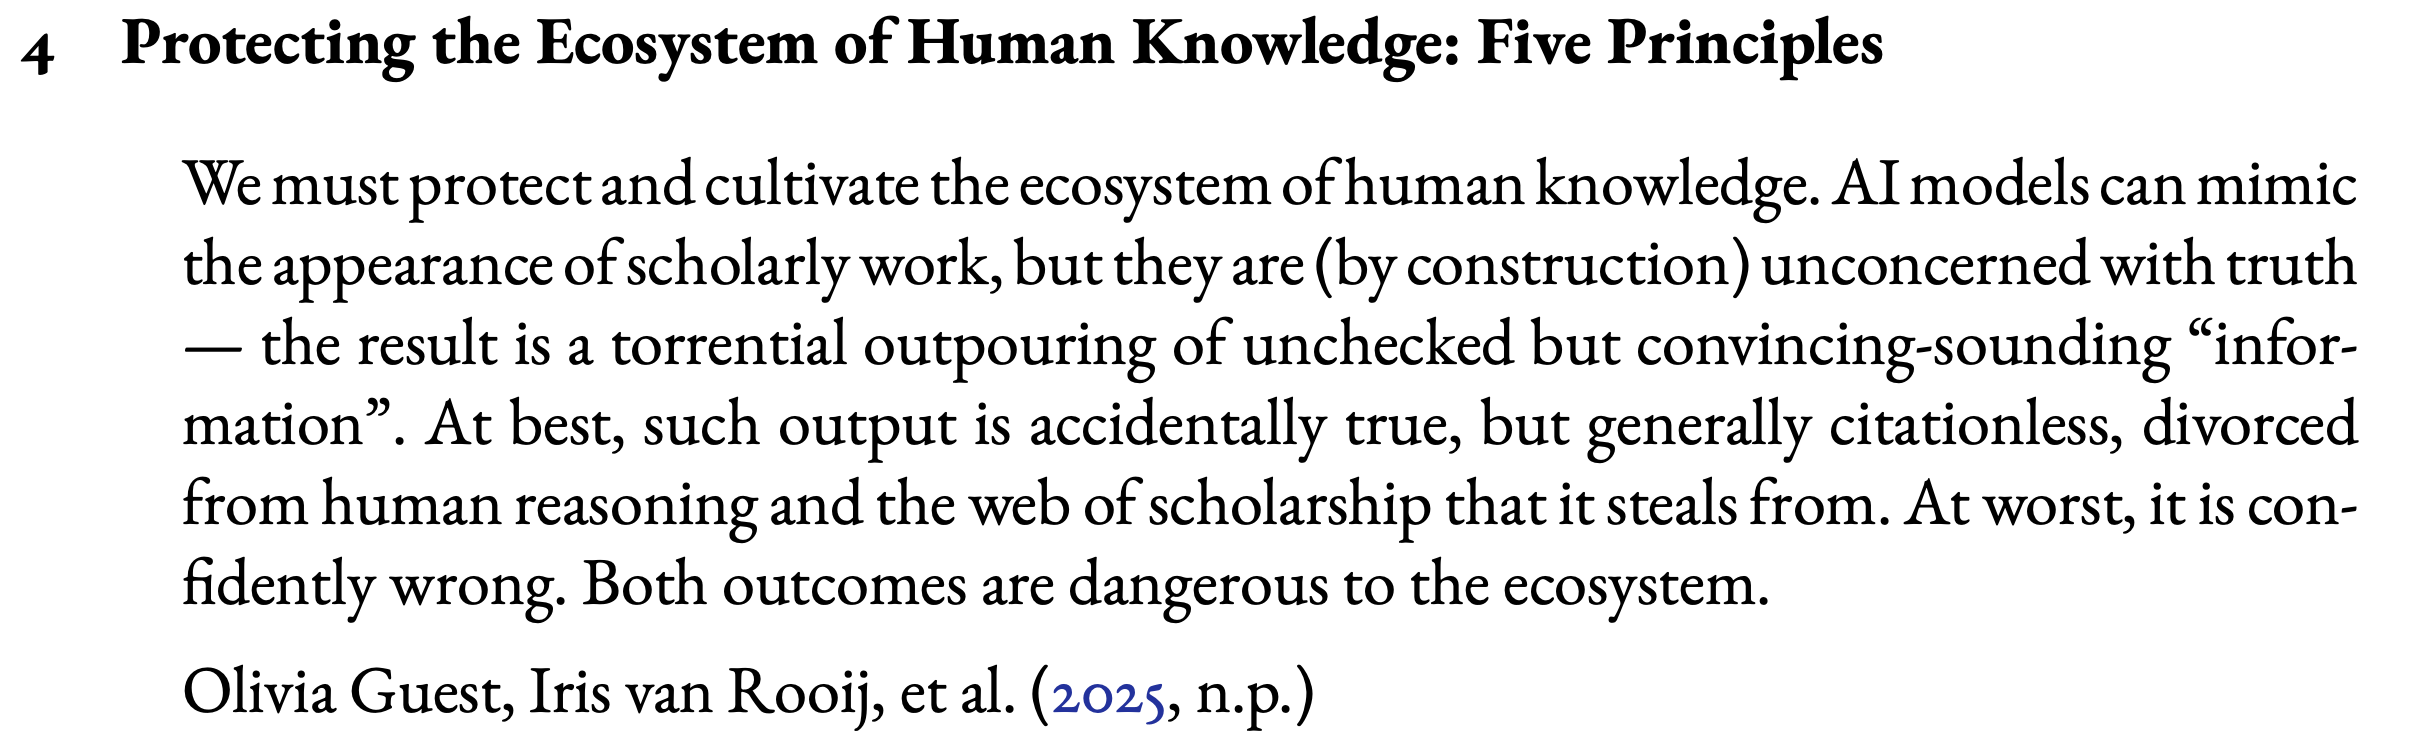 4 Protecting the Ecosystem of Human Knowledge: Five Principles
We must protect and cultivate the ecosystem of human knowledge. AI models can mimic
the appearance of scholarly work, but they are (by construction) unconcerned with truth
— the result is a torrential outpouring of unchecked but convincing-sounding “infor-
mation”. At best, such output is accidentally true, but generally citationless, divorced
from human reasoning and the web of scholarship that it steals from. At worst, it is con-
fidently wrong. Both outcomes are dangerous to the ecosystem.
Olivia Guest, Iris van Rooij, et al. (2025, n.p.)